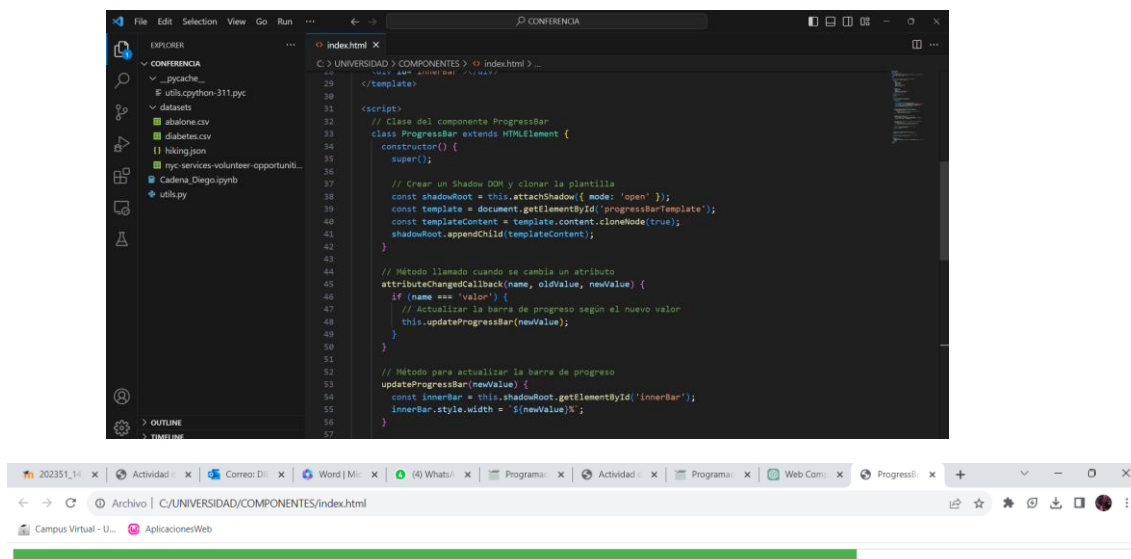 File Edit Selection View Go Run ... CONFERENCIA
EXPLORER ...
CONFERENCIA
__pycache__
utils.cpython-311.pyc
datasets
abalone.csv
diabetes.csv
hiking.json
nyc-services-volunteer-opportuniti...
Cadena_Diego.ipynb
utils.py
OUTLINE
TIMELINE
index.html
C: > UNIVERSIDAD > COMPONENTES > index.html > ...
28 <div id="innerBar"></div>
29 </template>
30
31 <script>
32 // Clase del componente ProgressBar
33 class ProgressBar extends HTMLElement {
34 constructor() {
35 super();
36
37 // Crear un Shadow DOM y clonar la plantilla
38 const shadowRoot = this.attachShadow({ mode: 'open' });
39 const template = document.getElementById('progressBarTemplate');
40 const templateContent = template.content.cloneNode(true);
41 shadowRoot.appendChild(templateContent);
42 }
43
44 // Método llamado cuando se cambia un atributo
45 attributeChangedCallback(name, oldValue, newValue) {
46 if (name === 'valor') {
47 // Actualizar la barra de progreso según el nuevo valor
48 this.updateProgressBar(newValue);
49 }
50 }
51
52 // Método para actualizar la barra de progreso
53 updateProgressBar(newValue) {
54 const innerBar = this.shadowRoot.getElementById('innerBar');
55 innerBar.style.width = `${newValue}%`;
56 }
57
202351_14 Actividad Correo: DI Word | Mic (4) WhatsA Programac Actividad Programac Web Comp ProgressB
Archivo | C:/UNIVERSIDAD/COMPONENTES/index.html
Campus Virtual - U... AplicacionesWeb